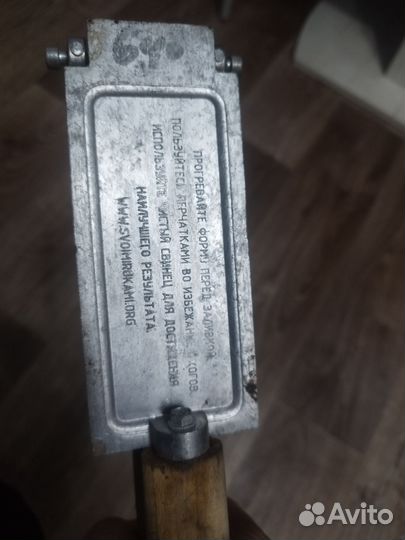 ПРОГРЕВАЙТЕ ФОРМУ ПЕРЕД ЗАЛИВКОЙ.
ПОЛЬЗУЙТЕСЬ ПЕРЧАТКАМИ ВО ИЗБЕЖАНИЕ ОЖОГОВ.
ИСПОЛЬЗУЙТЕ ЧИСТЫЙ СВИНЕЦ ДЛЯ ДОСТИЖЕНИЯ
НАИЛУЧШЕГО РЕЗУЛЬТАТА.
WWW.SVOIMIRUKAMI.ORG
Avito